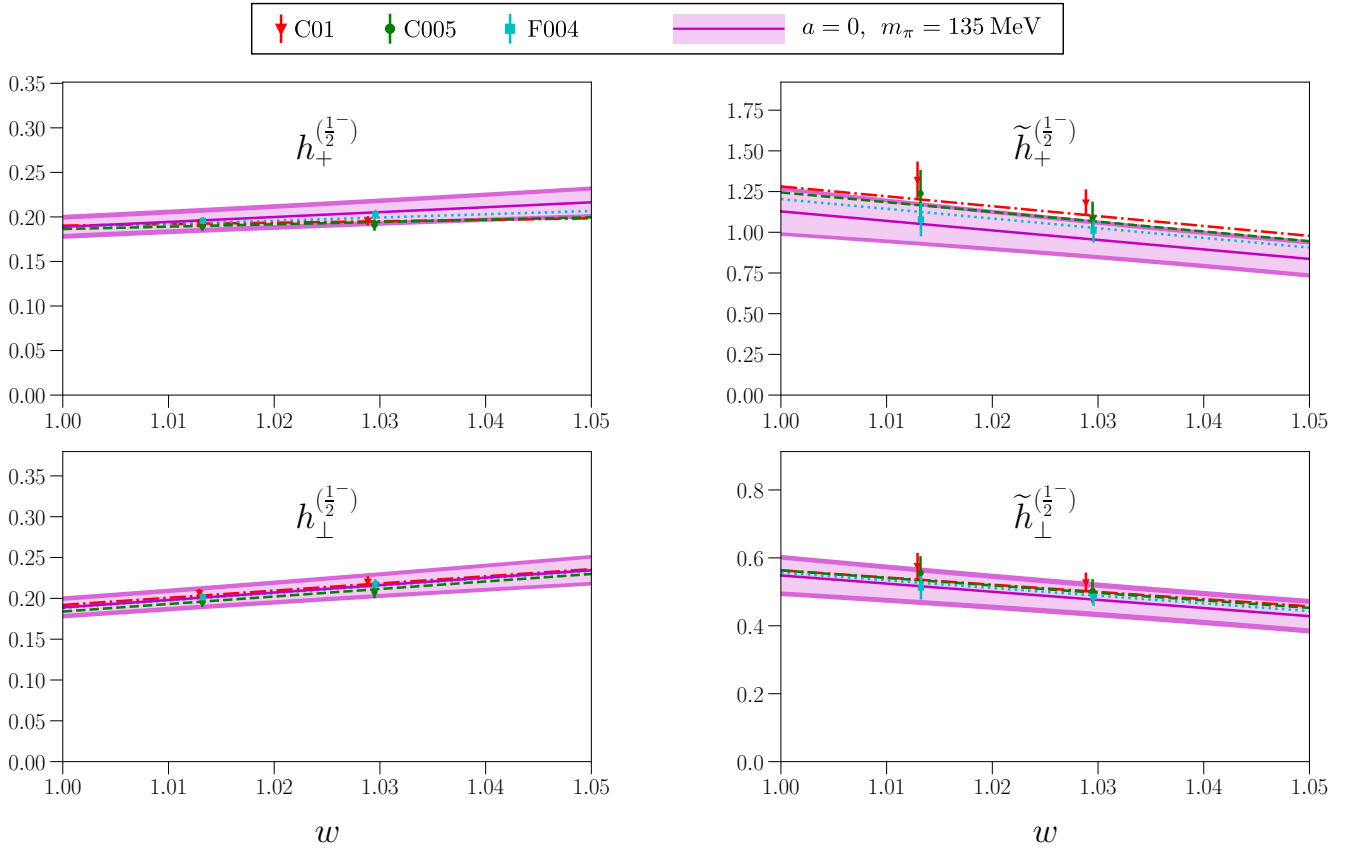 C01 C005 F004 a = 0, m_π = 135 MeV
h_+^{(\frac{1}{2}^-)}
0.35
0.30
0.25
0.20
0.15
0.10
0.05
0.00
1.00 1.01 1.02 1.03 1.04 1.05
\widetilde{h}_+^{(\frac{1}{2}^-)}
1.75
1.50
1.25
1.00
0.75
0.50
0.25
0.00
1.00 1.01 1.02 1.03 1.04 1.05
h_⊥^{(\frac{1}{2}^-)}
0.35
0.30
0.25
0.20
0.15
0.10
0.05
0.00
1.00 1.01 1.02 1.03 1.04 1.05
w
\widetilde{h}_⊥^{(\frac{1}{2}^-)}
0.8
0.6
0.4
0.2
0.0
1.00 1.01 1.02 1.03 1.04 1.05
w